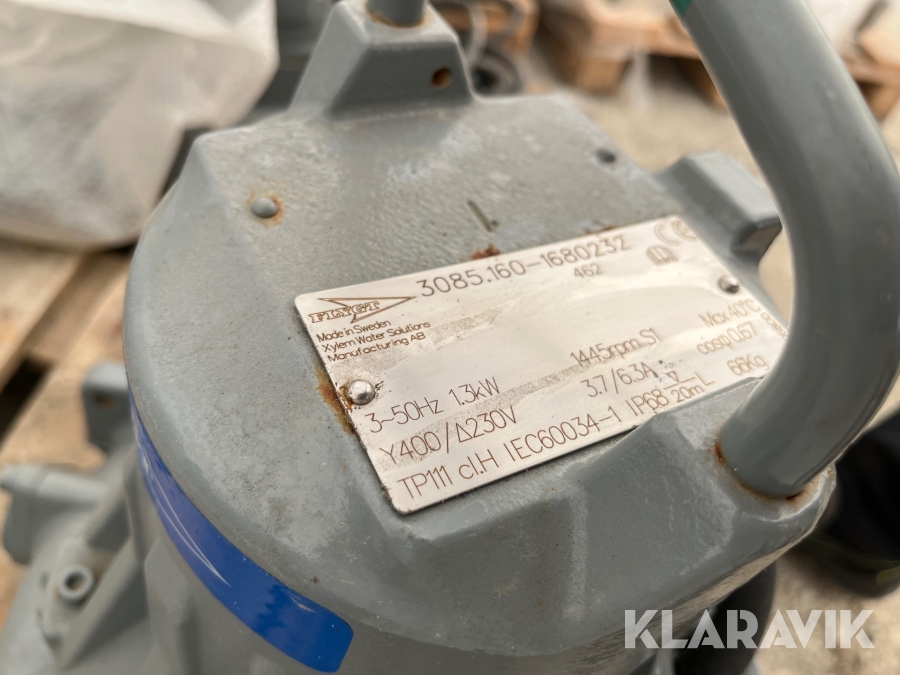 FLYGT
3085.160-1680232
462
Made in Sweden
Xylem Water Solutions
Manufacturing AB
3~50Hz 1.3kW 1445rpm S1 Max 40°C
Y400/Δ230V 3.7/6.3A cosφ 0.67
TP111 cl.H IEC60034-1 IP68 20m L 68Kg
KLARAVIK